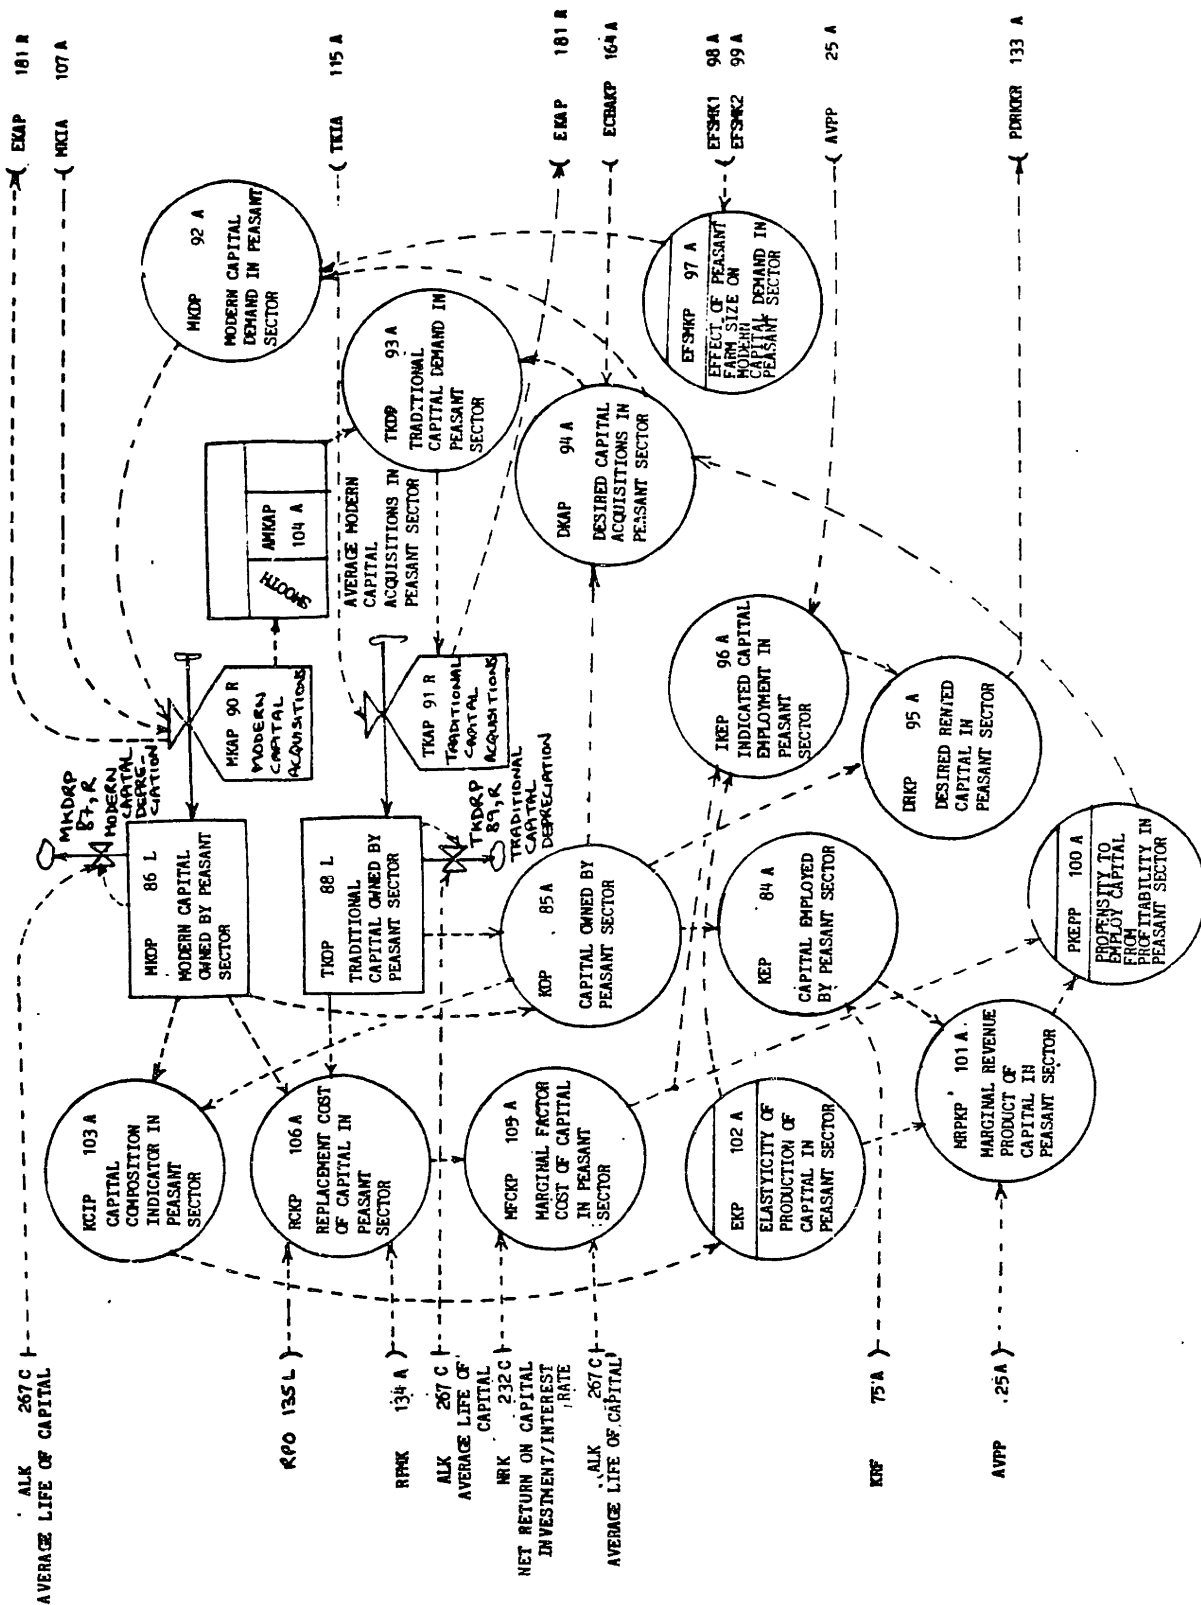 ALK 267 C
AVERAGE LIFE OF CAPITAL
EKAP 181 R
MKIA 107 A
MKDRP
87, R
MODERN
CAPITAL
DEPRE-
CIATION
MKOP 86 L
MODERN CAPITAL
OWNED BY PEASANT
SECTOR
MKAP 90 R
MODERN
CAPITAL
ACQUISITIONS
MKDP 92 A
MODERN CAPITAL
DEMAND IN PEASANT
SECTOR
KCIP 103 A
CAPITAL
COMPOSITION
INDICATOR IN
PEASANT
SECTOR
SMOOTH
AMKAP
104 A
AVERAGE MODERN
CAPITAL
ACQUISITIONS IN
PEASANT SECTOR
RPO 135 L
RCKP 106 A
REPLACEMENT COST
OF CAPITAL IN
PEASANT
SECTOR
TKOP 88 L
TRADITIONAL
CAPITAL OWNED BY
PEASANT SECTOR
TKIA 115 A
TKAP 91 R
TRADITIONAL
CAPITAL
ACQUISITIONS
TKDP 93 A
TRADITIONAL
CAPITAL DEMAND IN
PEASANT
SECTOR
RPMK 134 A
ALK 267 C
AVERAGE LIFE OF
CAPITAL
TKDRP
89, R
TRADITIONAL
CAPITAL
DEPRECIATION
NRK 232 C
NET RETURN ON CAPITAL
INVESTMENT/INTEREST
RATE
MFCKP 105 A
MARGINAL FACTOR
COST OF CAPITAL
IN PEASANT
SECTOR
KOP 85 A
CAPITAL OWNED BY
PEASANT SECTOR
DKAP 94 A
DESIRED CAPITAL
ACQUISITIONS IN
PEASANT SECTOR
EKAP 181 R
ECBAKP 164 A
ALK 267 C
AVERAGE LIFE OF CAPITAL
EKP 102 A
ELASTYICITY OF
PRODUCTION OF
CAPITAL IN
PEASANT SECTOR
KEP 84 A
CAPITAL EMPLOYED
BY PEASANT SECTOR
IKEP 96 A
INDICATED CAPITAL
EMPLOYMENT IN
PEASANT
SECTOR
EFSMKP 97 A
EFFECT OF PEASANT
FARM SIZE ON
MODERN
CAPITAL DEMAND IN
PEASANT SECTOR
EFSMK1 98 A
EFSMK2 99 A
AVPP 25 A
KRF 75 A
MRPKP 101 A
MARGINAL REVENUE
PRODUCT OF
CAPITAL IN
PEASANT SECTOR
DRKP 95 A
DESIRED RENTED
CAPITAL IN
PEASANT SECTOR
AVPP 25A
PKEPP 100 A
PROPENSITY TO
EMPLOY CAPITAL
FROM
PROFITABILITY IN
PEASANT SECTOR
PDRKKR 133 A